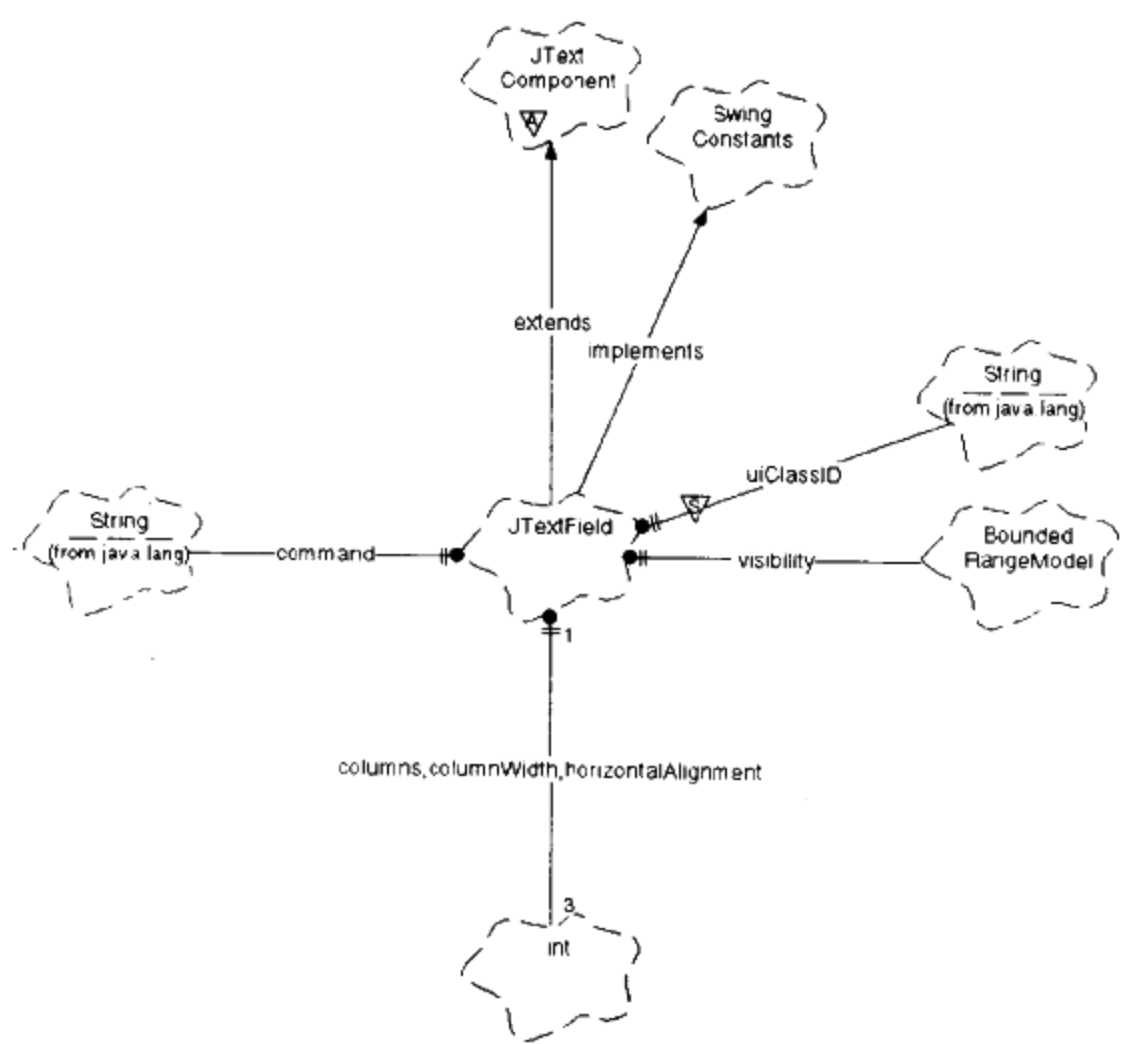 JText
Component
A
Swing
Constants
extends
implements
String
(from java.lang)
uiClassID
S
JTextField
String
(from java.lang)
command
Bounded
RangeModel
visibility
1
columns,columnWidth,horizontalAlignment
3
int